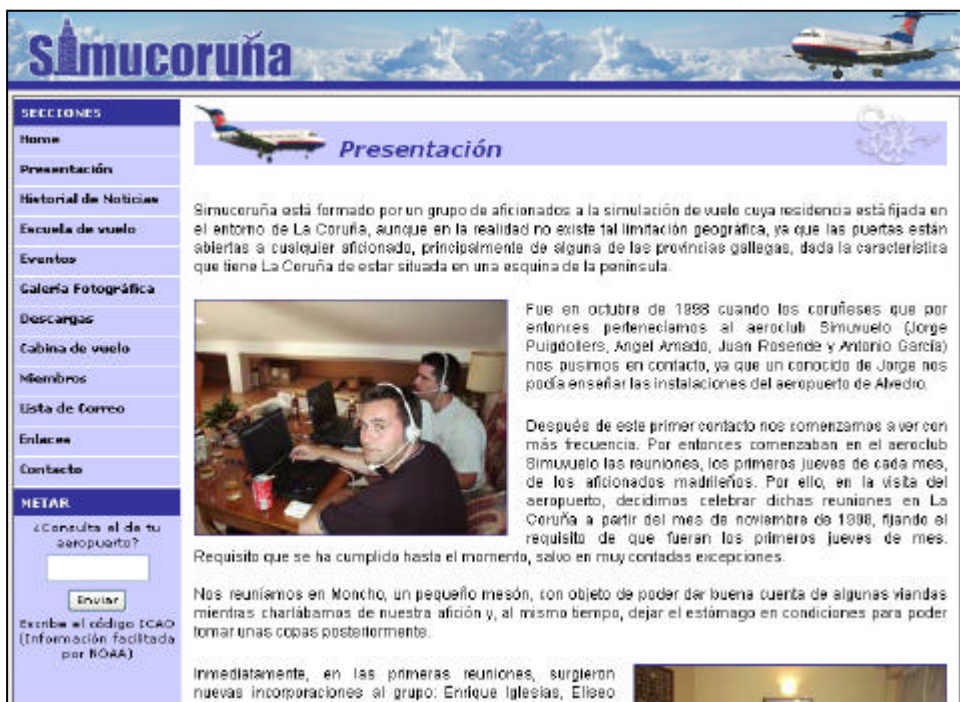 Simucoruña
SECCIONES
Home
Presentación
Historial de Noticias
Escuela de vuelo
Eventos
Galería Fotográfica
Descargas
Cabina de vuelo
Miembros
Lista de Correo
Enlaces
Contacto
METAR
¿Consulta el de tu
aeropuerto?
Enviar
Escribe el código ICAO
(Información facilitada
por NOAA)
Presentación
Simucoruña está formado por un grupo de aficionados a la simulación de vuelo cuya residencia está fijada en
el entorno de La Coruña, aunque en la realidad no existe tal limitación geográfica, ya que las puertas están
abiertas a cualquier aficionado, principalmente de alguna de las provincias gallegas, dada la característica
que tiene La Coruña de estar situada en una esquina de la península.
Fue en octubre de 1998 cuando los coruñeses que por
entonces pertenecíamos al aeroclub Simuvuelo (Jorge
Puigdollers, Angel Amado, Juan Rosende y Antonio García)
nos pusimos en contacto, ya que un conocido de Jorge nos
podía enseñar las instalaciones del aeropuerto de Alvedro.
Después de este primer contacto nos comenzamos a ver con
más frecuencia. Por entonces comenzaban en el aeroclub
Simuvuelo las reuniones, los primeros jueves de cada mes,
de los aficionados madrileños. Por ello, en la visita del
aeropuerto, decidimos celebrar dichas reuniones en La
Coruña a partir del mes de noviembre de 1998, fijando el
requisito de que fueran los primeros jueves de mes.
Requisito que se ha cumplido hasta el momento, salvo en muy contadas excepciones.
Nos reuníamos en Moncho, un pequeño mesón, con objeto de poder dar buena cuenta de algunas viandas
mientras charlábamos de nuestra afición y, al mismo tiempo, dejar el estómago en condiciones para poder
tomar unas copas posteriormente.
Inmediatamente, en las primeras reuniones, surgieron
nuevas incorporaciones al grupo: Enrique Iglesias, Eliseo